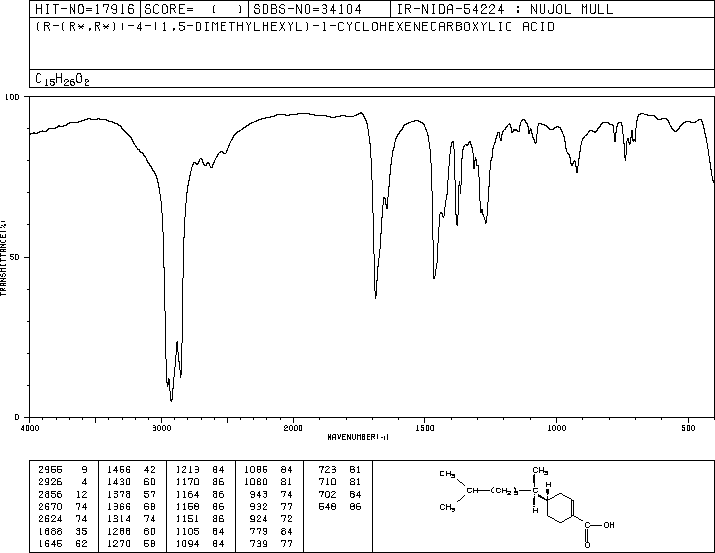 HIT-NO=17916 SCORE= ( ) SDBS-NO=34104 IR-NIDA-54224 : NUJOL MULL
(R-(R*,R*))-4-(1,5-DIMETHYLHEXYL)-1-CYCLOHEXENECARBOXYLIC ACID
C15H26O2
100
50
0
TRANSMITTANCE(%)
4000 3000 2000 1500 1000 500
WAVENUMBER(-1)
2955 9 1466 42 1213 84 1086 84 723 81
2926 4 1430 60 1170 86 1080 81 710 81
2856 12 1378 57 1164 86 943 74 702 84
2670 74 1366 68 1158 86 932 77 548 86
2624 74 1314 74 1151 86 924 72
1688 35 1288 60 1105 84 779 84
1645 62 1270 58 1094 84 739 77
CH3 CH3
CH—(CH2)3—C H
CH3 H
C—OH
O